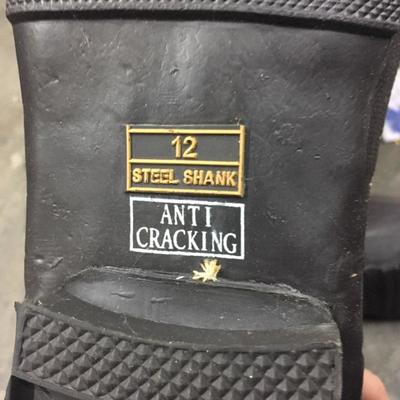 12
STEEL SHANK
ANTI
CRACKING